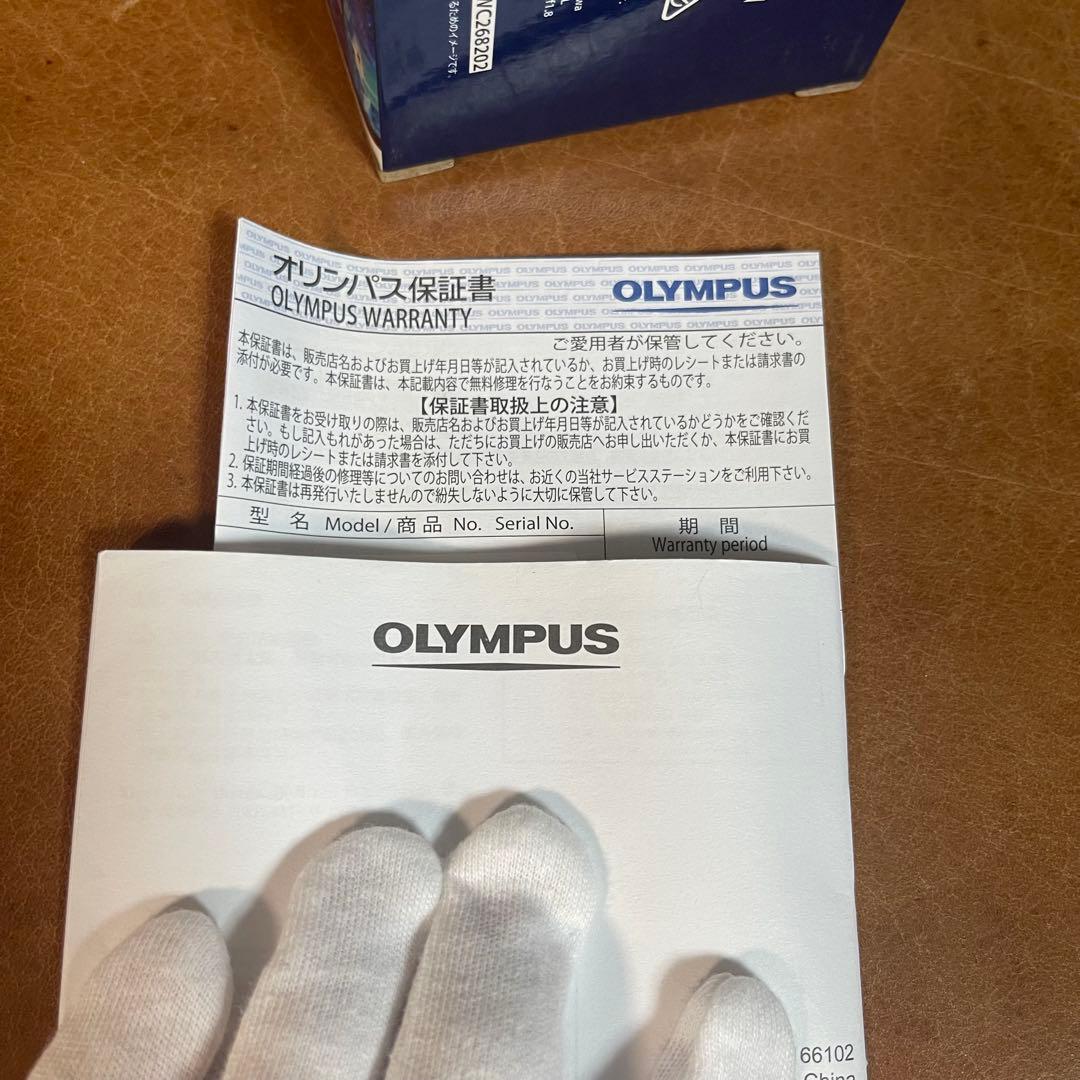 f1.8
NC268202
るためのイメージです。
オリンパス保証書
OLYMPUS WARRANTY
OLYMPUS
ご愛用者が保管してください。
本保証書は、販売店名およびお買上げ年月日等が記入されているか、お買上げ時のレシートまたは請求書の
添付が必要です。本保証書は、本記載内容で無料修理を行なうことをお約束するものです。
【保証書取扱上の注意】
1. 本保証書をお受け取りの際は、販売店名およびお買上げ年月日等が記入されているかどうかをご確認くだ
さい。もし記入もれがあった場合は、ただちにお買上げの販売店へお申し出いただくか、本保証書にお買
上げ時のレシートまたは請求書を添付して下さい。
2. 保証期間経過後の修理等についてのお問い合わせは、お近くの当社サービスステーションをご利用下さい。
3. 本保証書は再発行いたしませんので紛失しないように大切に保管して下さい。
型 名 Model / 商品 No. Serial No.
期 間
Warranty period
OLYMPUS
66102
China